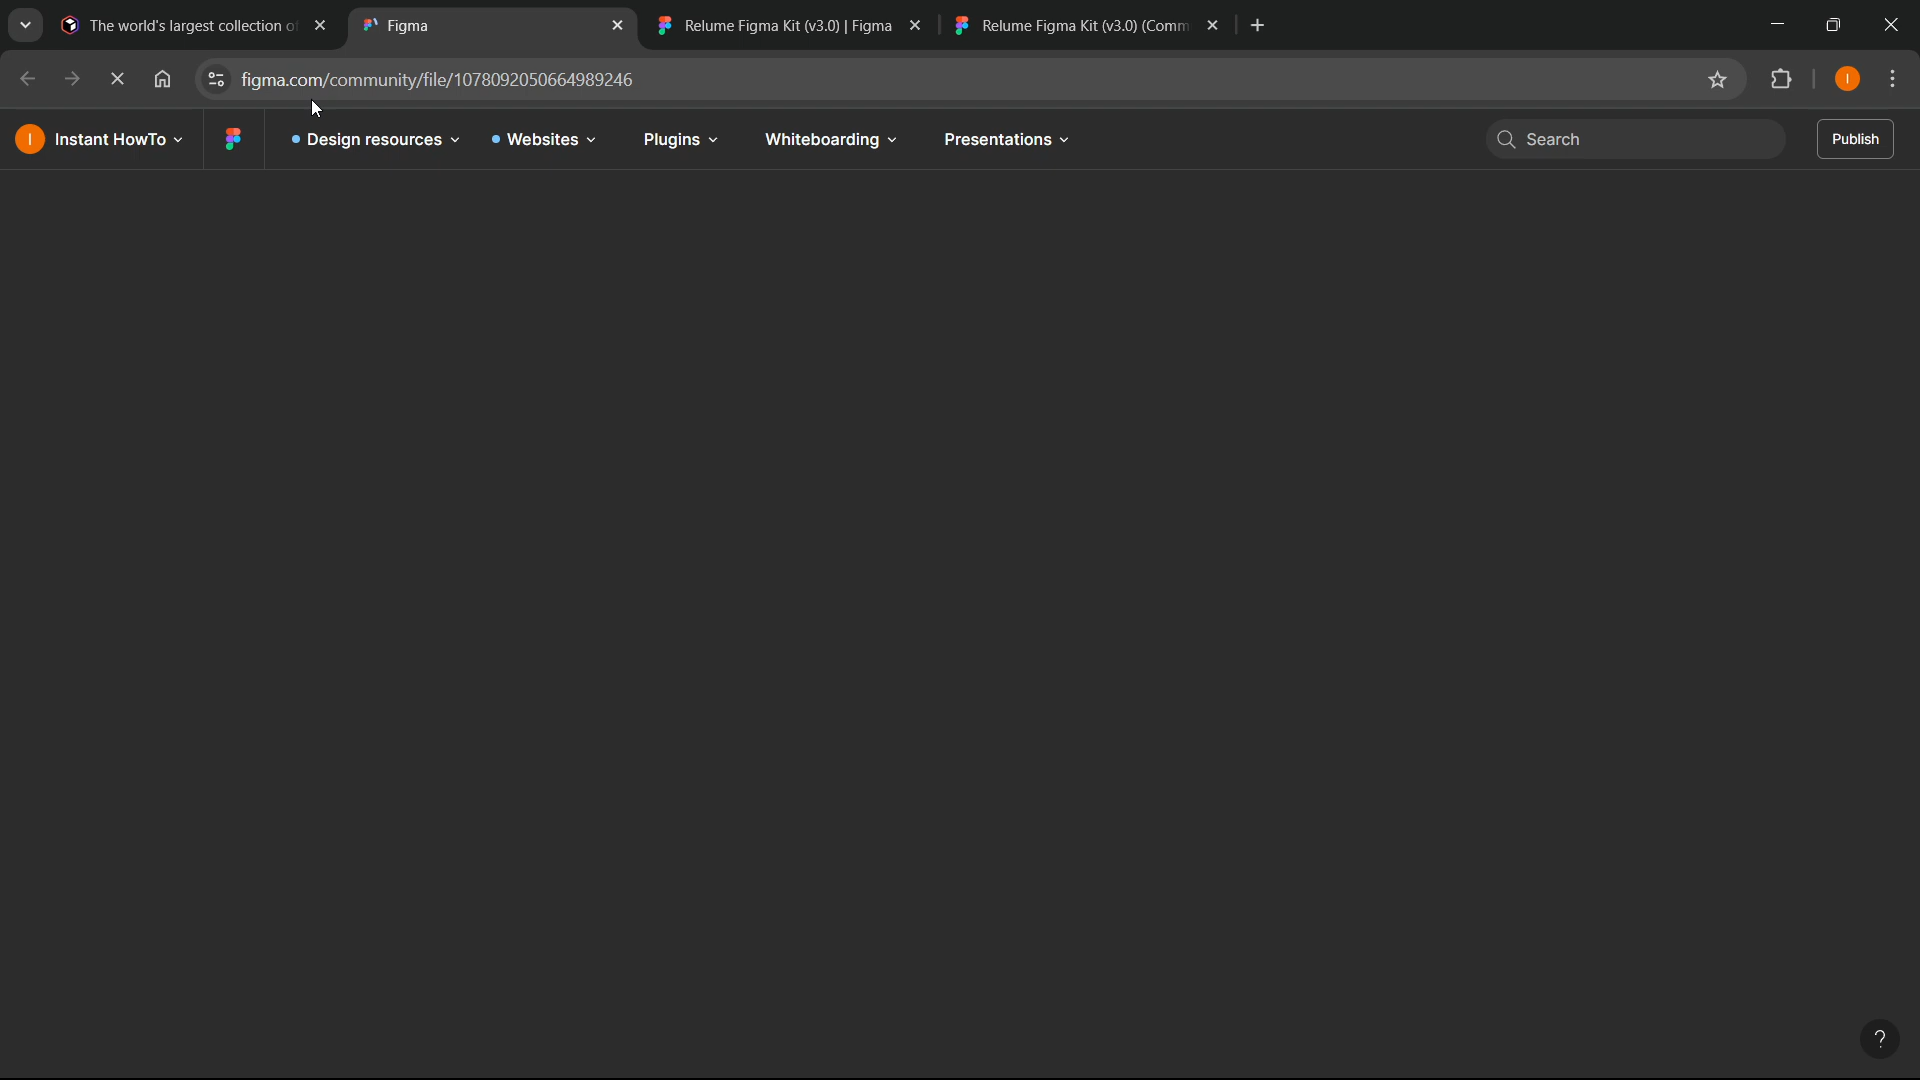 The world's largest collection o
Figma
Relume Figma Kit (v3.0) | Figma
Relume Figma Kit (v3.0) (Comm
figma.com/community/file/1078092050664989246
I
I
Instant HowTo
Design resources
Websites
Plugins
Whiteboarding
Presentations
Search
Publish
?